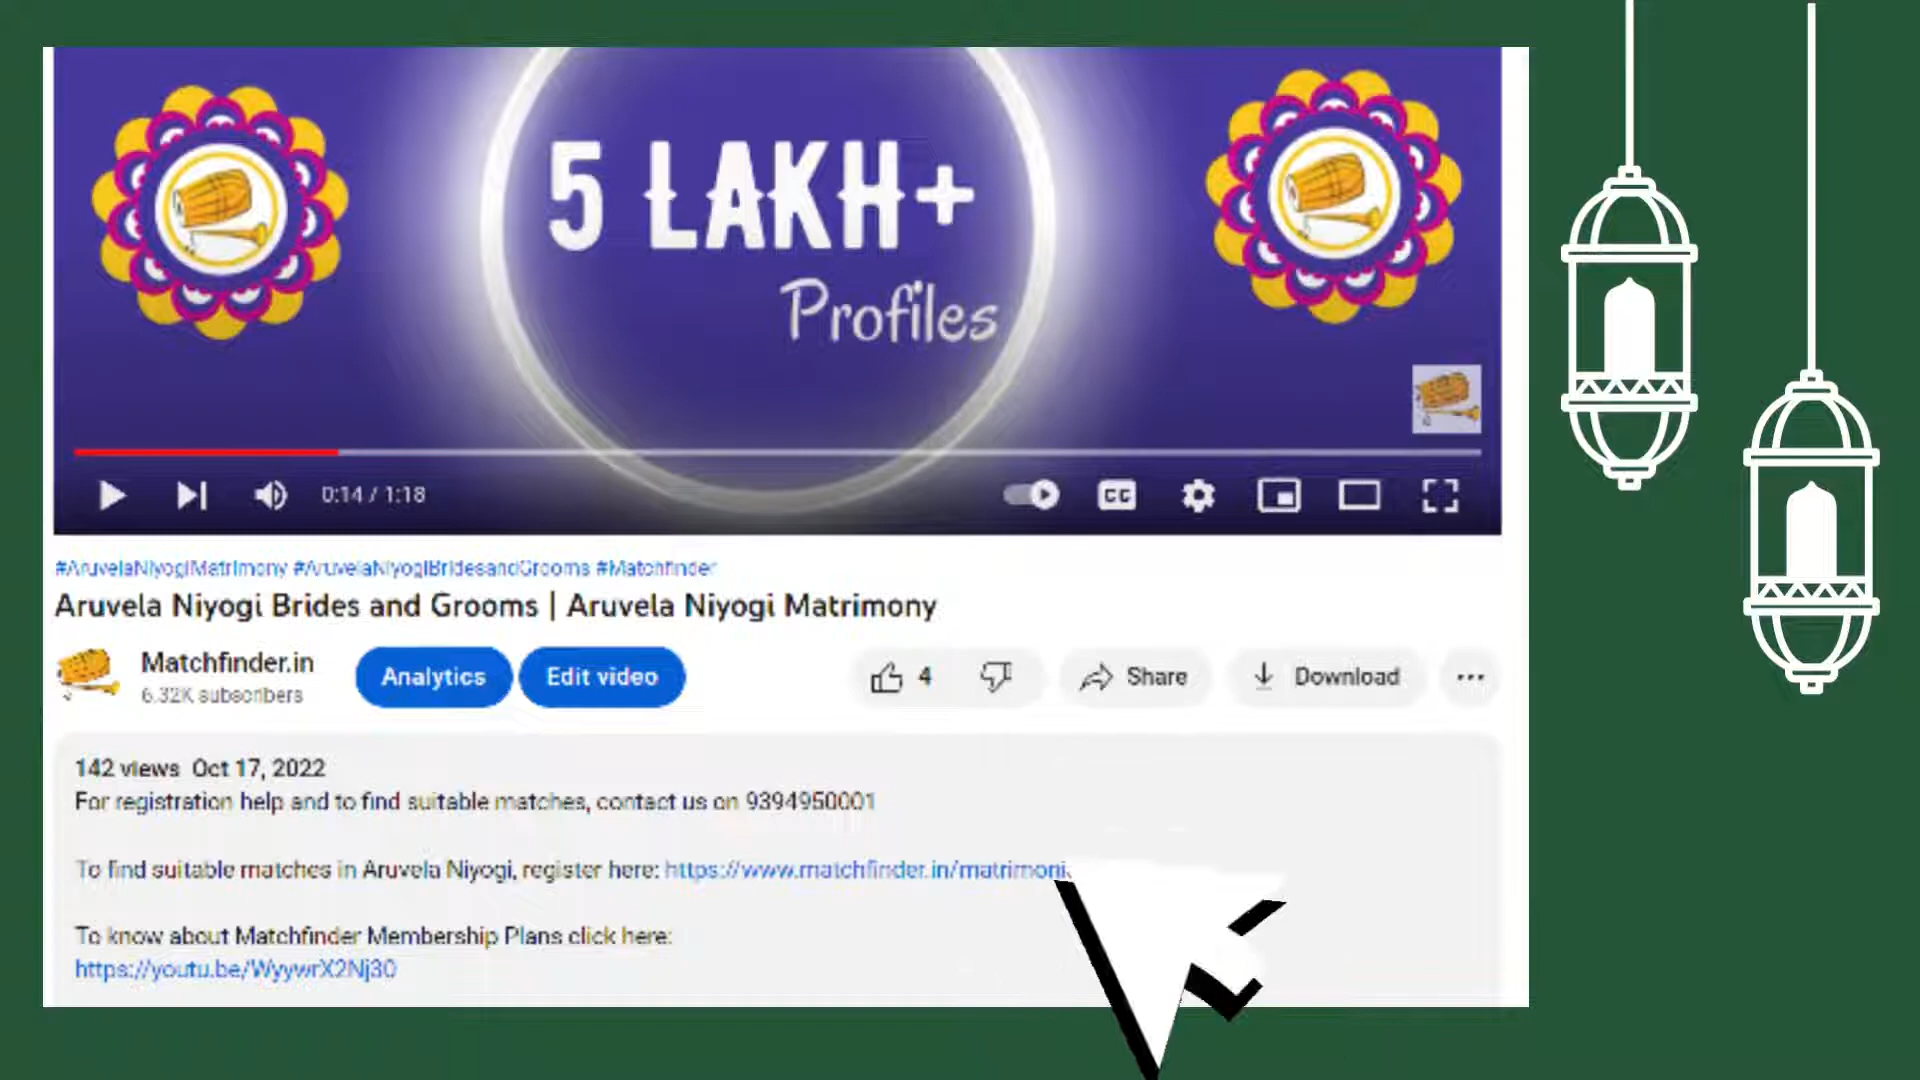 5 LAKH+
Profiles
0:14 / 1:18
CC
#AruvelaNiyogiMatrimony #AruvelaNiyogiBridesandGrooms #Matchfinder
Aruvela Niyogi Brides and Grooms | Aruvela Niyogi Matrimony
Matchfinder.in
6.32K subscribers
Analytics
Edit video
4
Share
Download
142 views Oct 17, 2022
For registration help and to find suitable matches, contact us on 9394950001
To find suitable matches in Aruvela Niyogi, register here: https://www.matchfinder.in/matrimoni
To know about Matchfinder Membership Plans click here:
https://youtu.be/WyywrX2Nj30